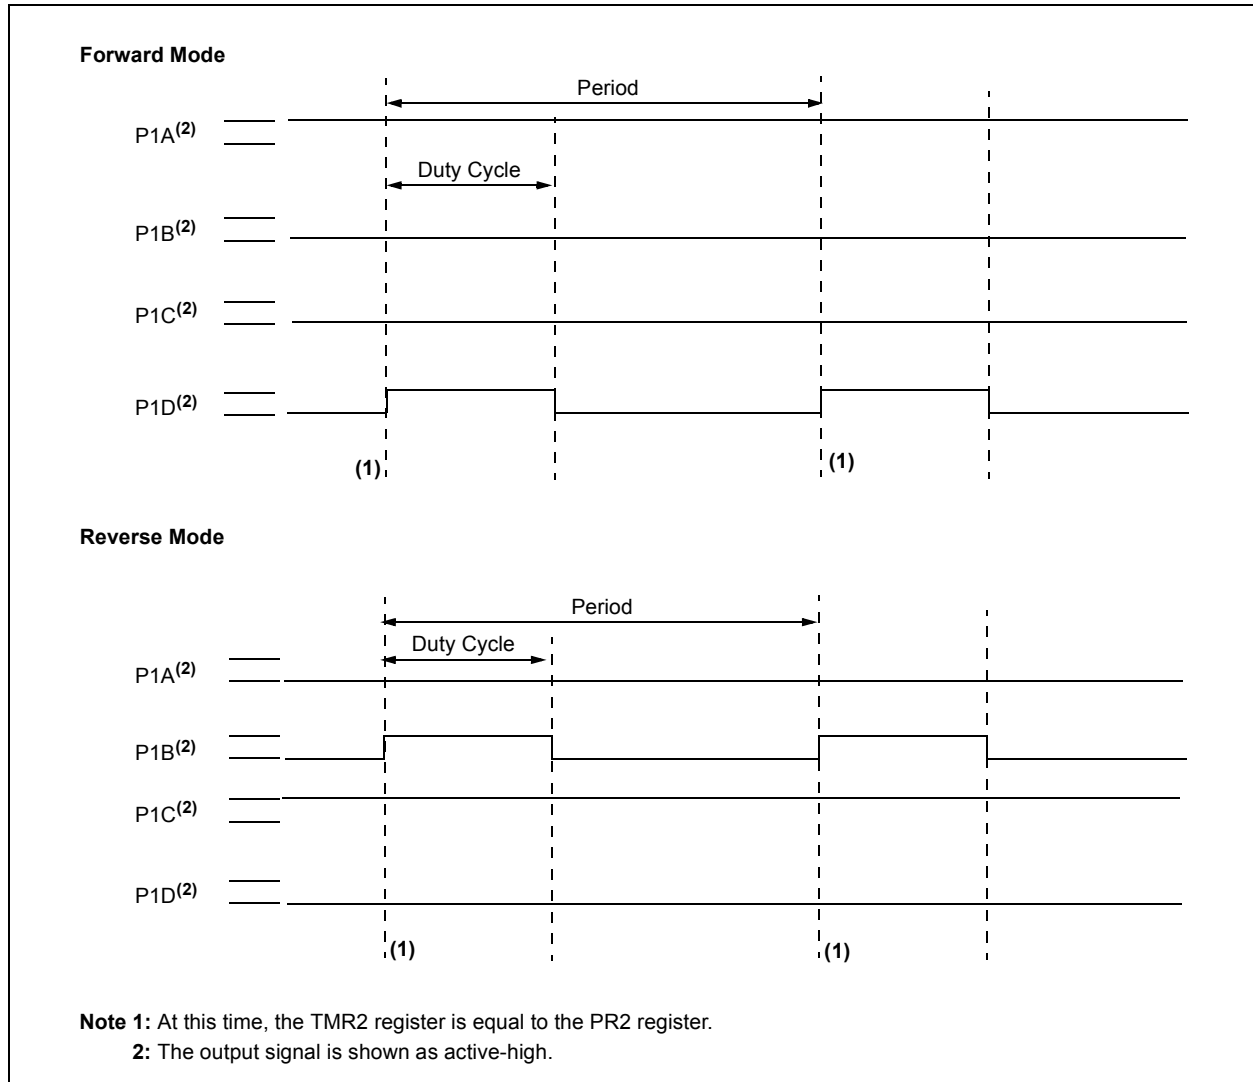 Forward Mode
Period
P1A(2)
Duty Cycle
P1B(2)
P1C(2)
P1D(2)
(1)
(1)
Reverse Mode
Period
Duty Cycle
P1A(2)
P1B(2)
P1C(2)
P1D(2)
(1)
(1)
Note 1: At this time, the TMR2 register is equal to the PR2 register.
2: The output signal is shown as active-high.